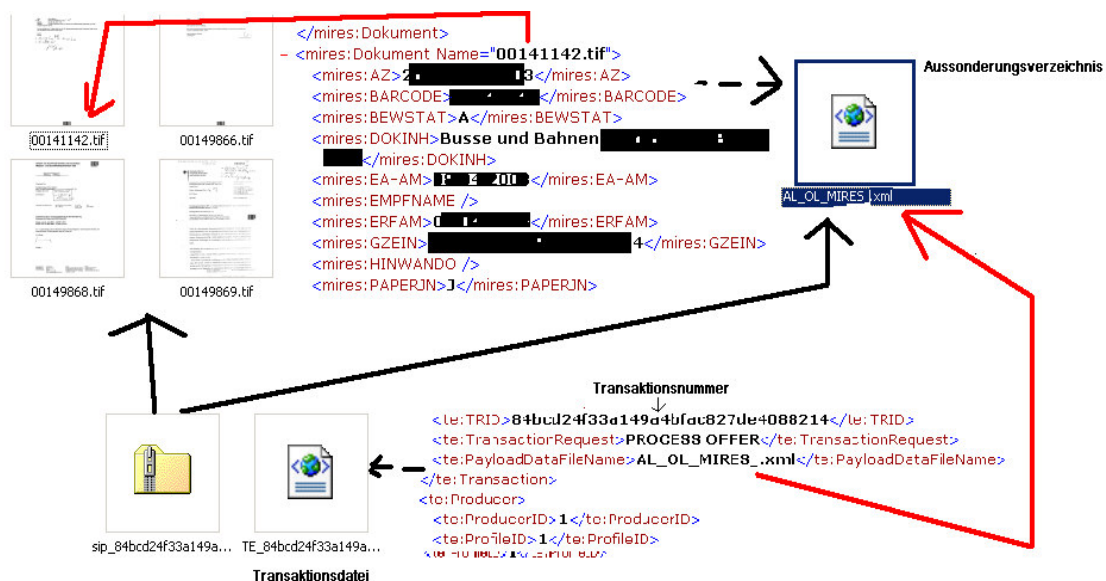 </mires:Dokument>
– <mires:Dokument Name="00141142.tif">
<mires:AZ>2 3</mires:AZ>
<mires:BARCODE> </mires:BARCODE>
<mires:BEWSTAT>A</mires:BEWSTAT>
<mires:DOKINH>Busse und Bahnen
</mires:DOKINH>
<mires:EA-AM> </mires:EA-AM>
<mires:EMPFNAME />
<mires:ERFAM> </mires:ERFAM>
<mires:GZEIN> 4</mires:GZEIN>
<mires:HINWANDO />
<mires:PAPERJN>J</mires:PAPERJN>
Aussonderungsverzeichnis
AL_OL_MIRES_.xml
00141142.tif
00149866.tif
00149868.tif
00149869.tif
Transaktionsnummer
<te:TRID>84bcd24f33a149a4bfac827de4088214</te:TRID>
<te:TransactionRequest>PROCESS OFFER</te:TransactionRequest>
<te:PayloadDataFileName>AL_OL_MIRES_.xml</te:PayloadDataFileName>
</te:Transaction>
<te:Producer>
<te:ProducerID>1</te:ProducerID>
<te:ProfileID>1</te:ProfileID>
sip_84bcd24f33a149a...
TE_84bcd24f33a149a...
Transaktionsdatei